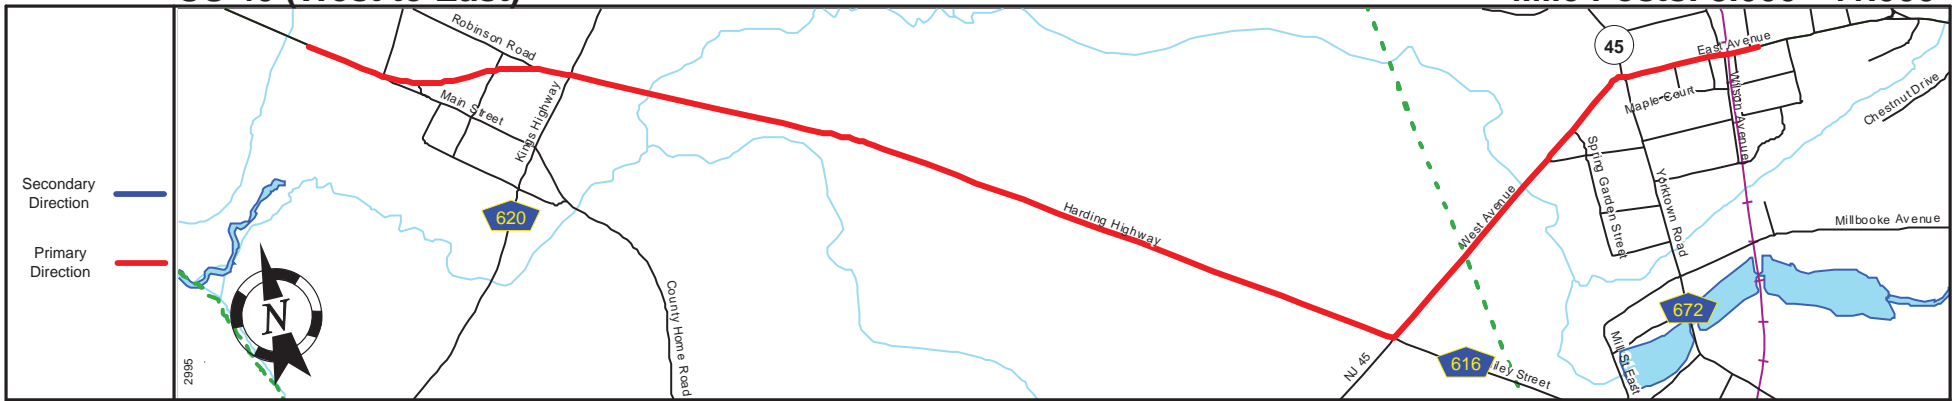 Secondary
Direction
Primary
Direction
Robinson Road
Main Street
Kings Highway
620
County Home Road
N
2995
Harding Highway
West Avenue
NJ 45
616
45
East Avenue
Maple Court
Wilson Avenue
Spring Garden Street
Yorktown Road
Chestnut Drive
Millbooke Avenue
672
Mill St East
Street